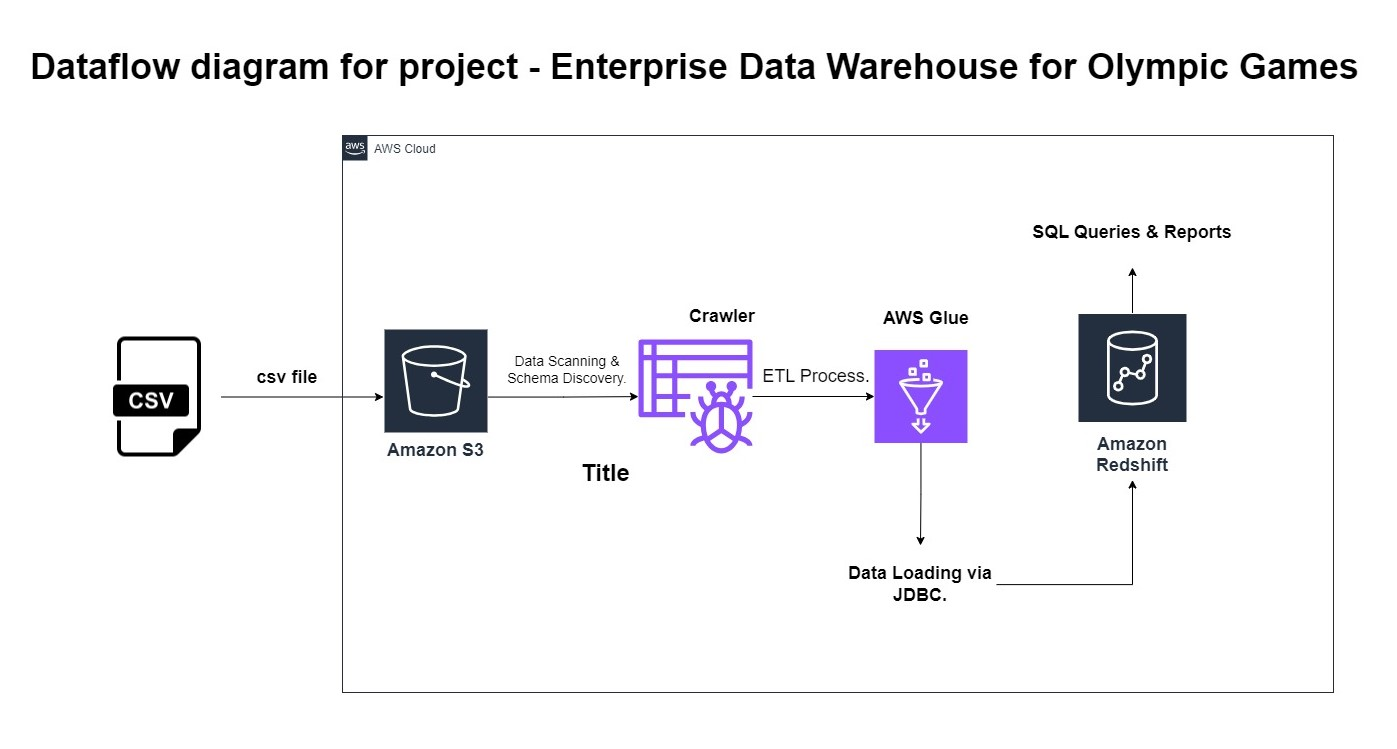 Dataflow diagram for project - Enterprise Data Warehouse for Olympic Games
aws
AWS Cloud
SQL Queries & Reports
Crawler
AWS Glue
Data Scanning &
Schema Discovery.
csv file
ETL Process.
CSV
Amazon S3
Amazon
Redshift
Title
Data Loading via
JDBC.